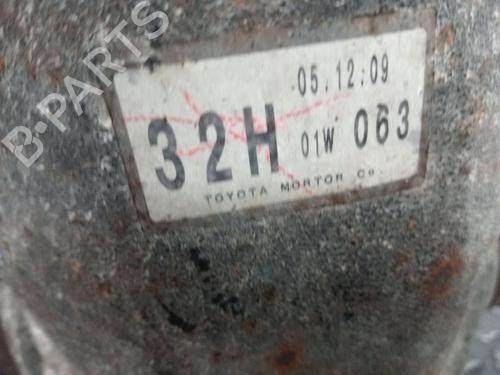 B-PARTS
05.12:09
32H 01W 063
TOYOTA MORTOR Co